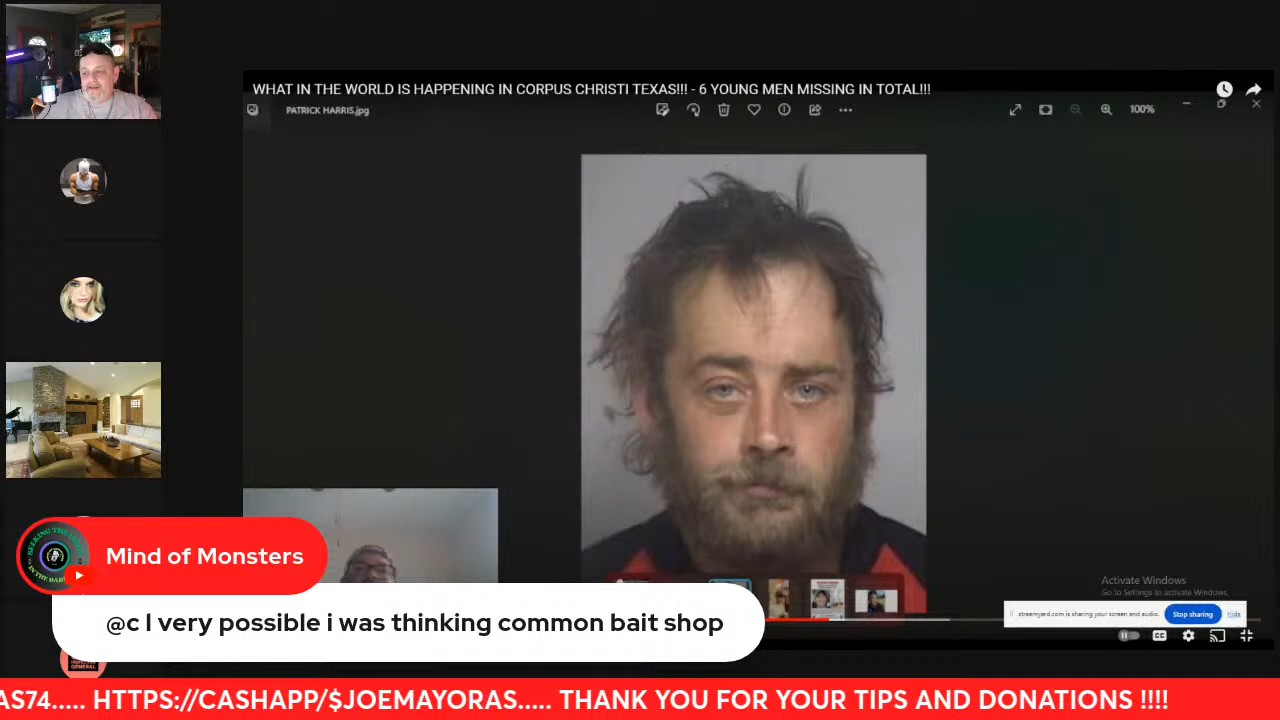 WHAT IN THE WORLD IS HAPPENING IN CORPUS CHRISTI TEXAS!!! - 6 YOUNG MEN MISSING IN TOTAL!!!
PATRICK HARRIS.jpg
100%
Mind of Monsters
@c l very possible i was thinking common bait shop
Activate Windows
Go to Settings to activate Windows.
streamyard.com is sharing your screen and audio.
Stop sharing
Hide
CC
GENERAL
AS74..... HTTPS://CASHAPP/$JOEMAYORAS..... THANK YOU FOR YOUR TIPS AND DONATIONS !!!!